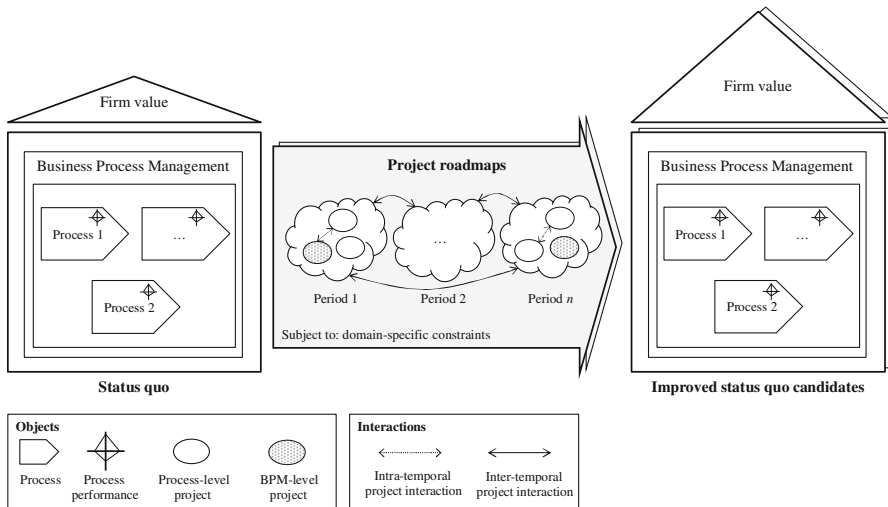 Firm value
Business Process Management
Process 1
...
Process 2
Status quo
Project roadmaps
...
Period 1
Period 2
Period n
Subject to: domain-specific constraints
Firm value
Business Process Management
Process 1
...
Process 2
Improved status quo candidates
Objects
Process
Process
performance
Process-level
project
BPM-level
project
Interactions
Intra-temporal
project interaction
Inter-temporal
project interaction